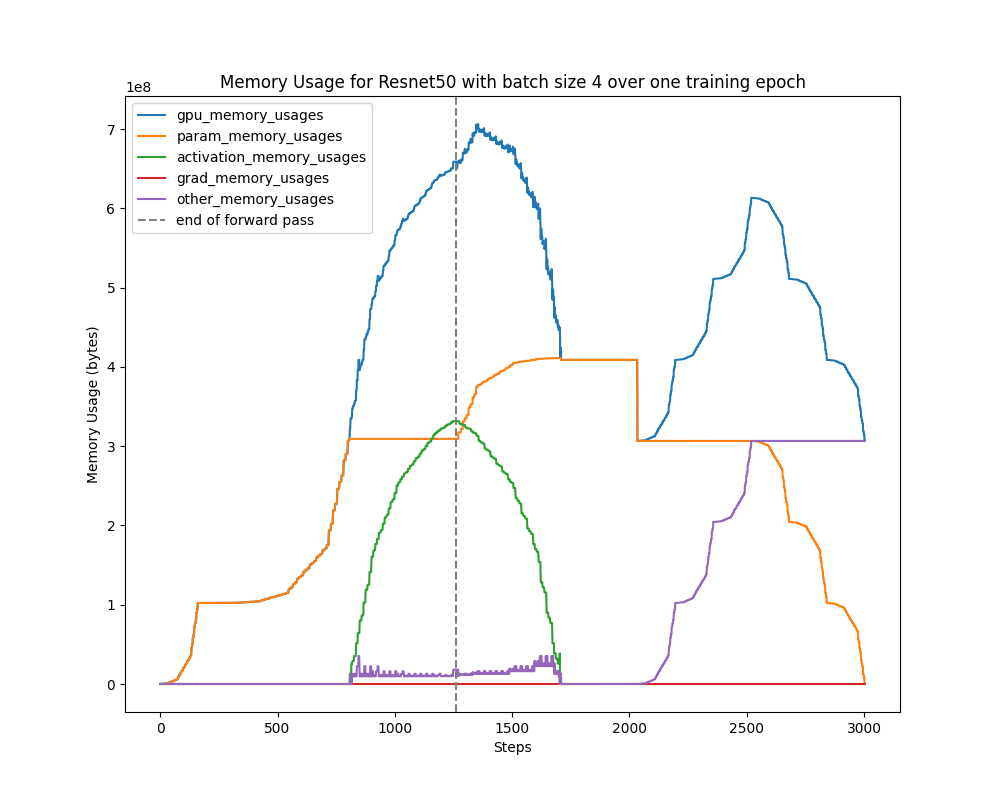 Memory Usage for Resnet50 with batch size 4 over one training epoch
1e8
gpu_memory_usages
param_memory_usages
activation_memory_usages
grad_memory_usages
other_memory_usages
end of forward pass
7
6
5
4
3
2
1
0
Memory Usage (bytes)
0 500 1000 1500 2000 2500 3000
Steps